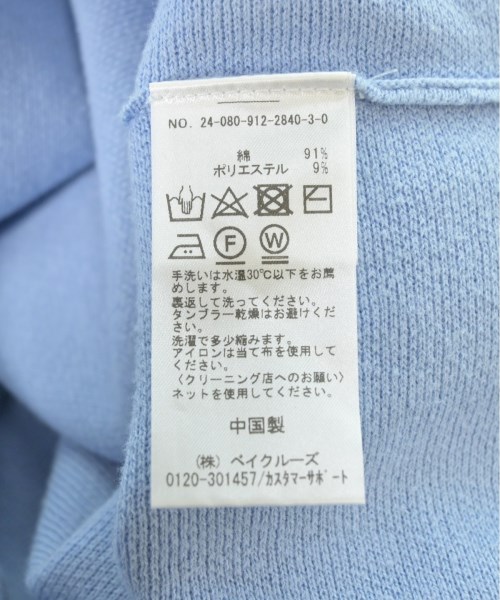 NO. 24-080-912-2840-3-0
綿 91%
ポリエステル 9%
F W
手洗いは水温30℃以下をお薦
めします。
裏返して洗ってください。
タンブラー乾燥はお避けくだ
さい。
洗濯で多少縮みます。
アイロンは当て布を使用して
ください。
〈クリーニング店へのお願い〉
ネットを使用してください。
中国製
(株) ベイクルーズ
0120-301457/ｶｽﾀﾏｰｻﾎﾟｰﾄ